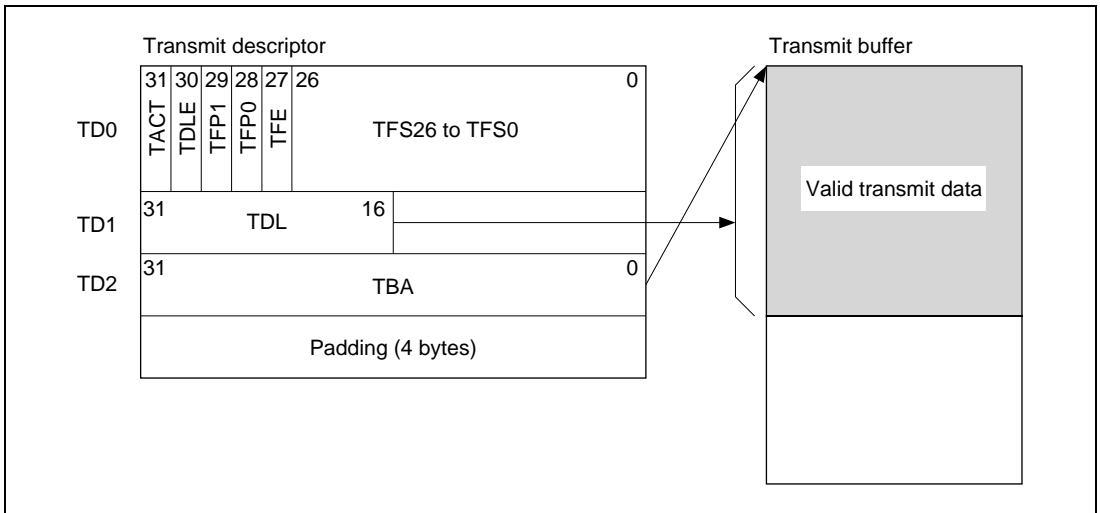 Transmit descriptor
Transmit buffer
31 30 29 28 27 26 0
TD0
TACT
TDLE
TFP1
TFP0
TFE
TFS26 to TFS0
Valid transmit data
TD1
31 16
TDL
TD2
31 0
TBA
Padding (4 bytes)